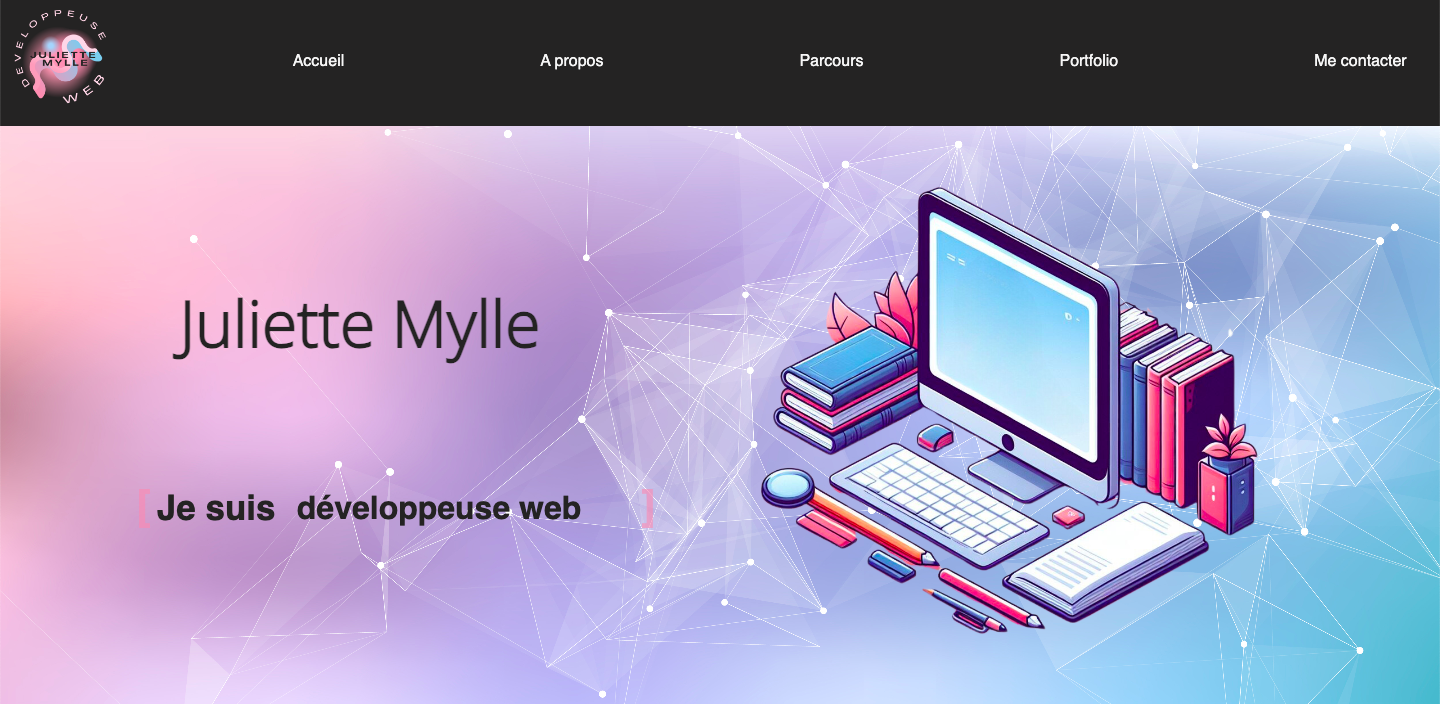 DEVELOPPEUSE
JULIETTE
MYLLE
WEB
Accueil
A propos
Parcours
Portfolio
Me contacter
Juliette Mylle
[ Je suis développeuse web ]